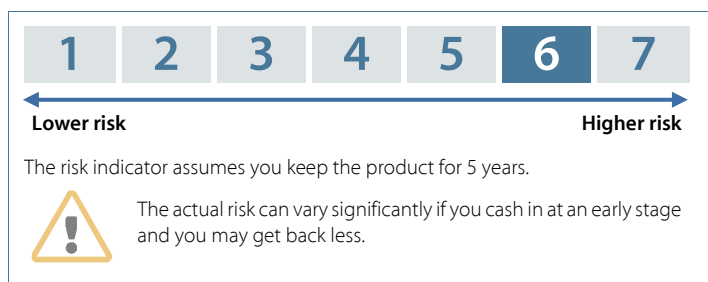 1 2 3 4 5 6 7
Lower risk Higher risk
The risk indicator assumes you keep the product for 5 years.
The actual risk can vary significantly if you cash in at an early stage
and you may get back less.